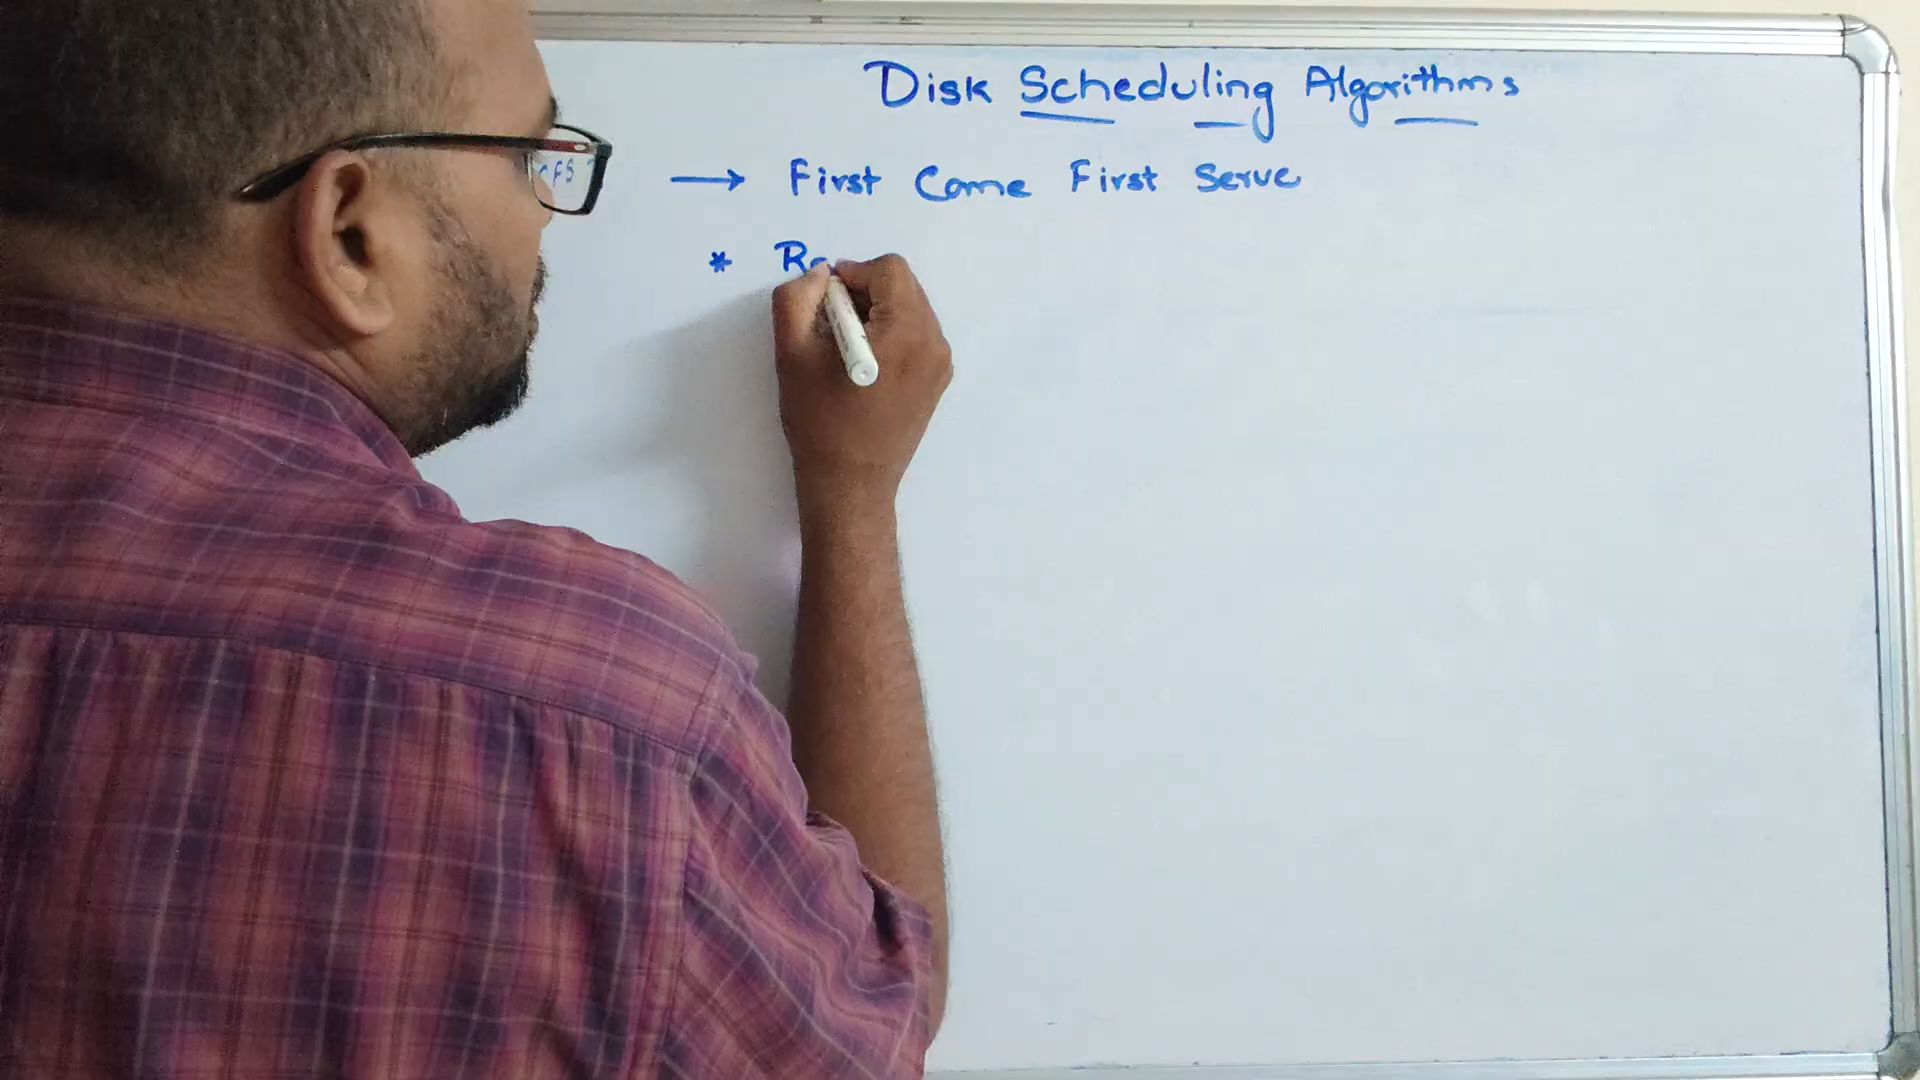 Disk Scheduling Algorithms
→ First Come First Serve
*